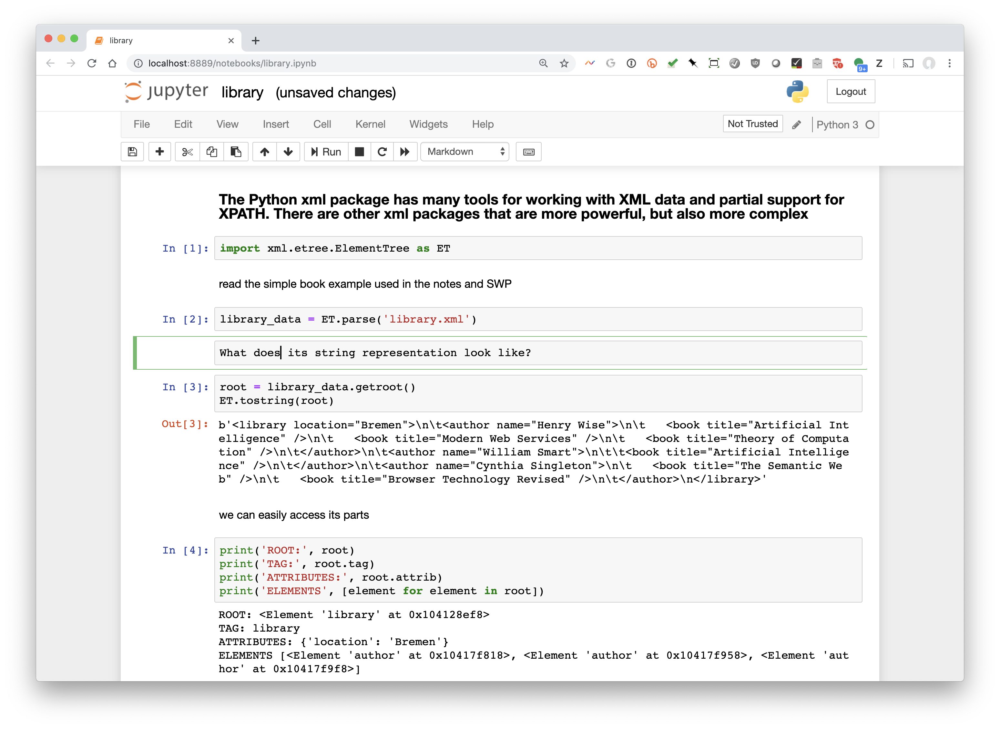 library
localhost:8889/notebooks/library.ipynb
9+
Z
jupyter library (unsaved changes)
Logout
File Edit View Insert Cell Kernel Widgets Help
Not Trusted
Python 3
Run
Markdown
The Python xml package has many tools for working with XML data and partial support for
XPATH. There are other xml packages that are more powerful, but also more complex
In [1]: import xml.etree.ElementTree as ET
read the simple book example used in the notes and SWP
In [2]: library_data = ET.parse('library.xml')
What does its string representation look like?
In [3]: root = library_data.getroot()
ET.tostring(root)
Out[3]: b'<library location="Bremen">\n\t<author name="Henry Wise">\n\t   <book title="Artificial Int
elligence" />\n\t   <book title="Modern Web Services" />\n\t   <book title="Theory of Computa
tion" />\n\t</author>\n\t<author name="William Smart">\n\t\t<book title="Artificial Intellige
nce" />\n\t</author>\n\t<author name="Cynthia Singleton">\n\t   <book title="The Semantic We
b" />\n\t   <book title="Browser Technology Revised" />\n\t</author>\n</library>'
we can easily access its parts
In [4]: print('ROOT:', root)
print('TAG:', root.tag)
print('ATTRIBUTES:', root.attrib)
print('ELEMENTS', [element for element in root])
ROOT: <Element 'library' at 0x104128ef8>
TAG: library
ATTRIBUTES: {'location': 'Bremen'}
ELEMENTS [<Element 'author' at 0x10417f818>, <Element 'author' at 0x10417f958>, <Element 'aut
hor' at 0x10417f9f8>]